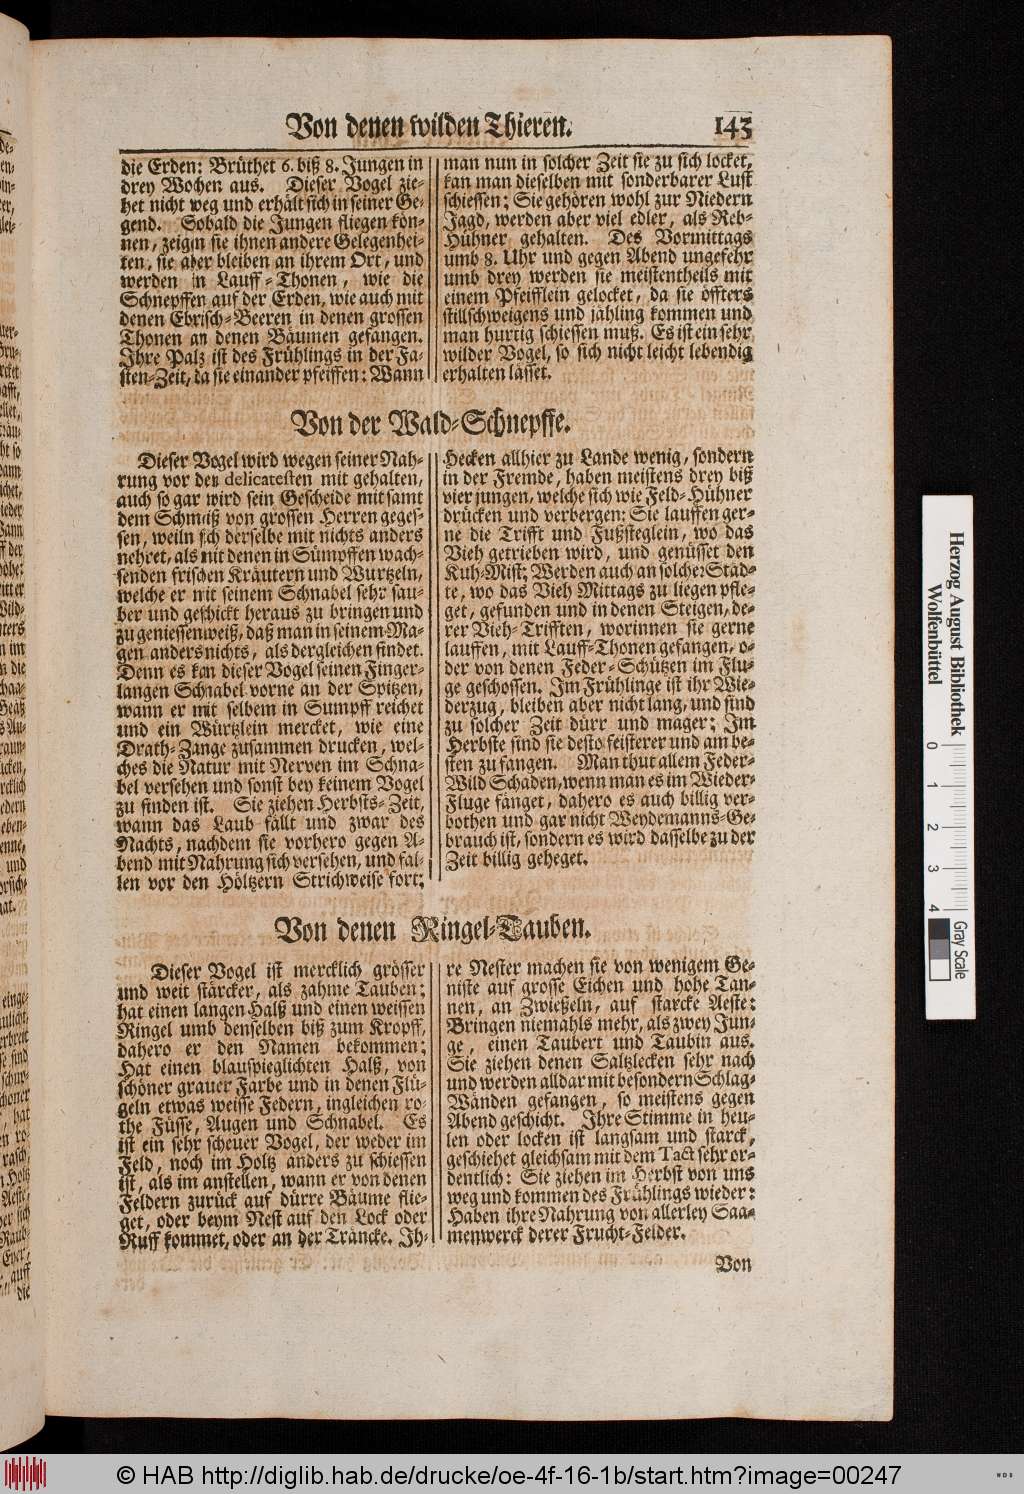 Von denen wilden Thieren. 143
die Erden: Brüthet 6. biß 8. Jungen in
drey Wochen aus. Dieser Vogel zie-
het nicht weg und erhält sich in seiner Ge-
gend. Sobald die Jungen fliegen kön-
nen, zeigen sie ihnen andere Gelegenhei-
ten, sie aber bleiben an ihrem Ort, und
werden in Lauff-Thonen, wie die
Schnepffen auf der Erden, wie auch mit
denen Ebrisch-Beeren in denen grossen
Thonen an denen Bäumen gefangen.
Ihre Palz ist des Frühlings in der Fa-
sten-Zeit, da sie einander pfeiffen: Wann
man nun in solcher Zeit sie zu sich locket,
kan man dieselben mit sonderbarer Lust
schiessen; Sie gehören wohl zur Niedern
Jagd, werden aber viel edler, als Reb-
Hühner gehalten. Des Vormittags
umb 8. Uhr und gegen Abend ungefehr
umb drey werden sie meistentheils mit
einem Pfeifflein gelocket, da sie öffters
stillschweigens und jähling kommen und
man hurtig schiessen muß. Es ist ein sehr
wilder Vogel, so sich nicht leicht lebendig
erhalten lässet.
Von der Wald-Schnepffe.
Dieser Vogel wird wegen seiner Nah-
rung vor den delicatesten mit gehalten,
auch so gar wird sein Gescheide mit samt
dem Schmeiß von grossen Herren geges-
sen, weiln sich derselbe mit nichts anders
nehret, als mit denen in Sümpffen wach-
senden frischen Kräutern und Wurtzeln,
welche er mit seinem Schnabel sehr sau-
ber und geschickt heraus zu bringen und
zu geniessen weiß, daß man in seinem Ma-
gen anders nichts, als dergleichen findet.
Denn es kan dieser Vogel seinen Finger-
langen Schnabel vorne an der Spitzen,
wann er mit selbem in Sumpff reichet
und ein Würtzlein mercket, wie eine
Drath-Zange zusammen drucken, wel-
ches die Natur mit Nerven im Schna-
bel versehen und sonst bey keinem Vogel
zu finden ist. Sie ziehen Herbsts-Zeit,
wann das Laub fällt und zwar des
Nachts, nachdem sie vorhero gegen A-
bend mit Nahrung sich versehen, und fal-
len vor den Höltzern Strichweise fort;
Hecken allhier zu Lande wenig, sondern
in der Fremde, haben meistens drey biß
vier jungen, welche sich wie Feld-Hühner
drücken und verbergen: Sie lauffen ger-
ne die Trifft und Fußsteglein, wo das
Vieh getrieben wird, und genüsset den
Kuh-Mist; Werden auch an solcher Städ-
te, wo das Vieh Mittags zu liegen pfle-
get, gefunden und in denen Steigen, de-
rer Vieh-Trifften, worinnen sie gerne
lauffen, mit Lauff-Thonen gefangen, o-
der von denen Feder-Schützen im Flu-
ge geschossen. Im Frühlinge ist ihr Wie-
derzug, bleiben aber nicht lang, und sind
zu solcher Zeit dürr und mager; Im
Herbste sind sie desto feisterer und am be-
sten zu fangen. Man thut allem Feder-
Wild Schaden, wenn man es im Wieder-
Fluge fänget, dahero es auch billig ver-
bothen und gar nicht Weydemanns-Ge-
brauch ist, sondern es wird dasselbe zu der
Zeit billig geheget.
Von denen Ringel-Tauben.
Dieser Vogel ist mercklich grösser
und weit stärcker, als zahme Tauben;
hat einen langen Halß und einen weissen
Ringel umb denselben biß zum Kropff,
dahero er den Namen bekommen;
Hat einen blauspieglichten Halß, von
schöner grauer Farbe und in denen Flü-
geln etwas weisse Federn, ingleichen ro-
the Füsse, Augen und Schnabel. Es
ist ein sehr scheuer Vogel, der weder im
Feld, noch im Holtz anders zu schiessen
ist, als im anstellen, wann er von denen
Feldern zurück auf dürre Bäume flie-
get, oder beym Nest auf den Lock oder
Ruff kommet, oder an der Träncke. Ih-
re Nester machen sie von wenigem Ge-
niste auf grosse Eichen und hohe Tan-
nen, an Zwießeln, auf starcke Aeste:
Bringen niemahls mehr, als zwey Jun-
ge, einen Taubert und Taubin aus.
Sie ziehen denen Saltzlecken sehr nach
und werden alldar mit besondern Schlag-
Wänden gefangen, so meistens gegen
Abend geschicht. Ihre Stimme in heu-
len oder locken ist langsam und starck,
geschiehet gleichsam mit dem Tact sehr or-
dentlich: Sie ziehen im Herbst von uns
weg und kommen des Frühlings wieder:
Haben ihre Nahrung von allerley Saa-
menwerck derer Frucht-Felder.
Von
Herzog August Bibliothek
Wolfenbüttel
0 1 2 3 4
Gray Scale
© HAB http://diglib.hab.de/drucke/oe-4f-16-1b/start.htm?image=00247